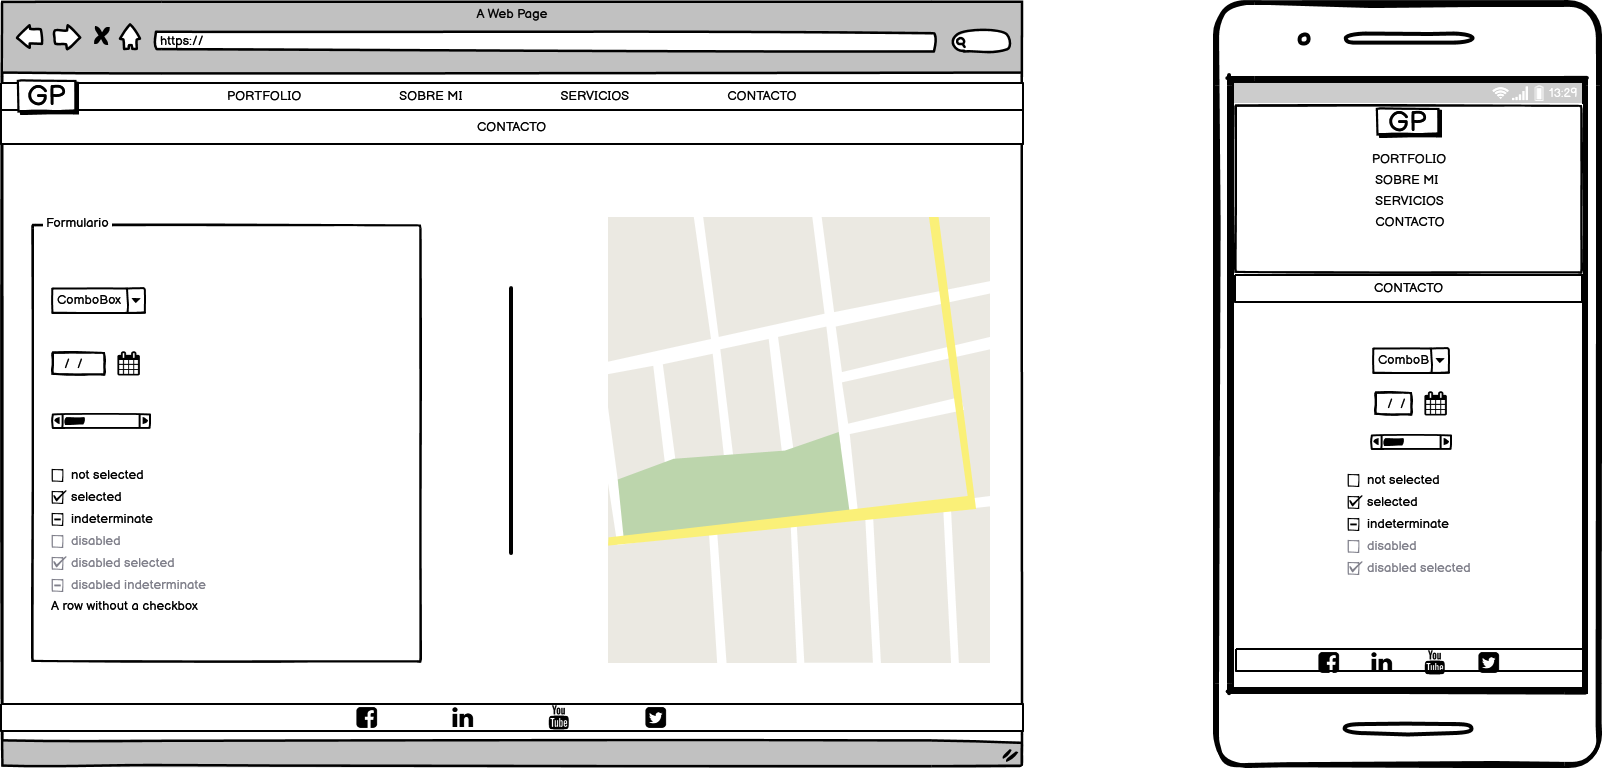 A Web Page
https://
GP
PORTFOLIO SOBRE MI SERVICIOS CONTACTO
CONTACTO
Formulario
ComboBox
/ /
not selected
selected
indeterminate
disabled
disabled selected
disabled indeterminate
A row without a checkbox
in You Tube
13:29
GP
PORTFOLIO
SOBRE MI
SERVICIOS
CONTACTO
CONTACTO
ComboB
/ /
not selected
selected
indeterminate
disabled
disabled selected
in You Tube